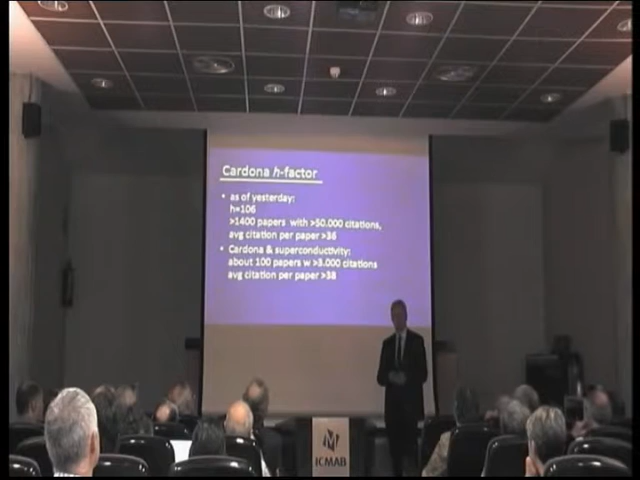 Cardona h-factor
• as of yesterday:
h=106
>1400 papers with >50.000 citations,
avg citation per paper >36
• Cardona & superconductivity:
about 100 papers w >3.000 citations
avg citation per paper >38
ICMAB